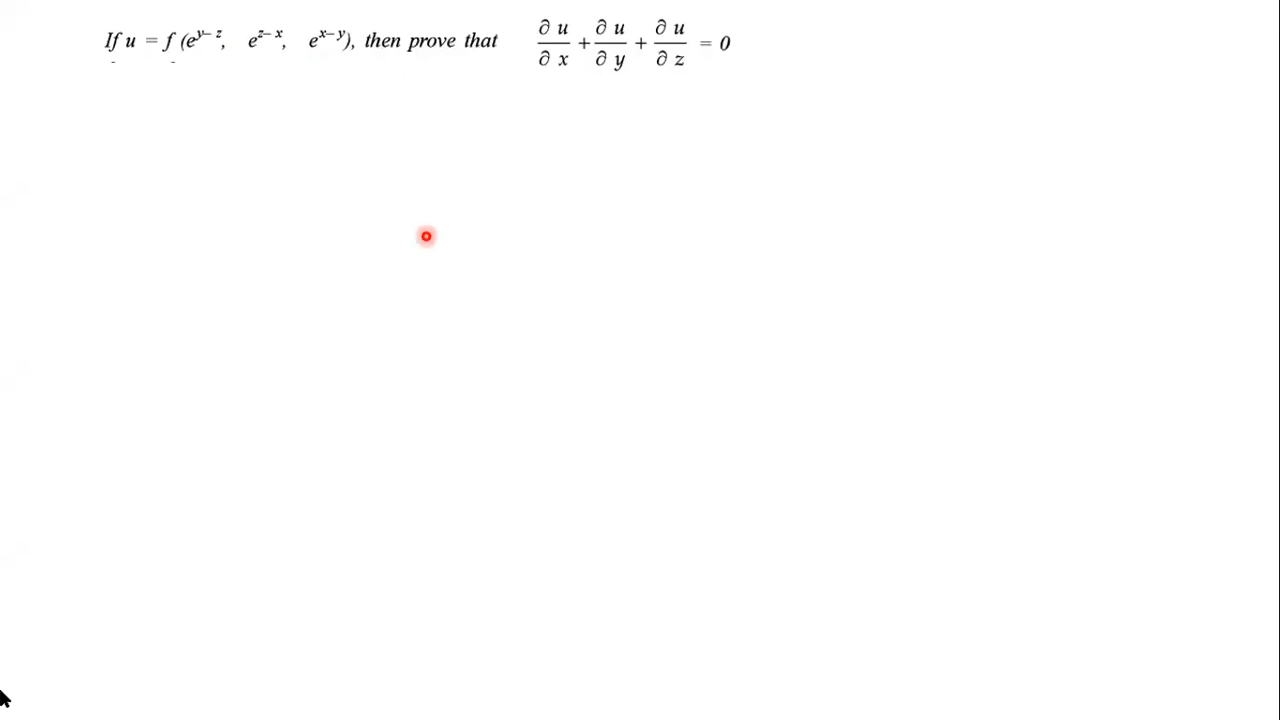 If u = f (e^{y–z}, e^{z–x}, e^{x–y}), then prove that ∂u/∂x + ∂u/∂y + ∂u/∂z = 0